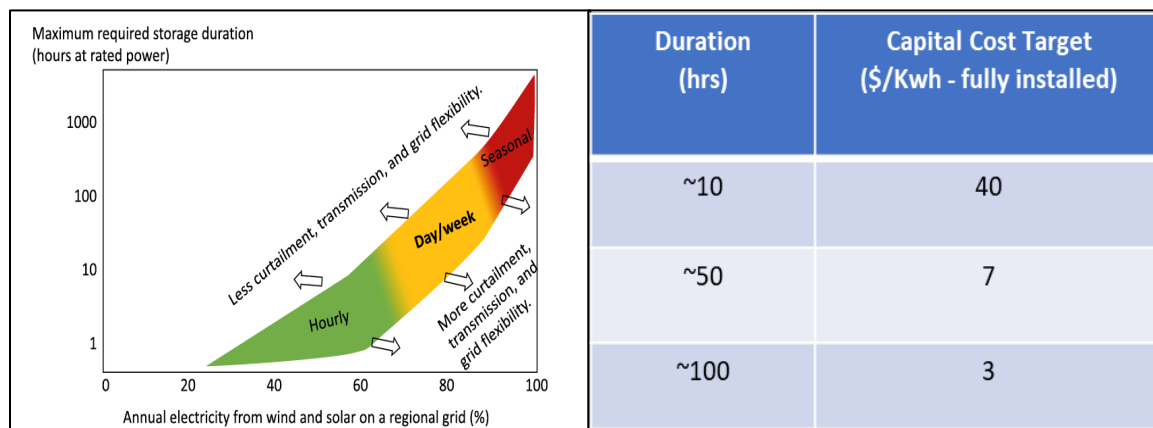 Maximum required storage duration
(hours at rated power)
1000
100
10
1
0
20
40
60
80
100
Annual electricity from wind and solar on a regional grid (%)
Less curtailment, transmission, and grid flexibility.
Seasonal
Day/week
Hourly
More curtailment,
transmission, and
grid flexibility.
Duration
(hrs)
Capital Cost Target
($/Kwh - fully installed)
~10
40
~50
7
~100
3